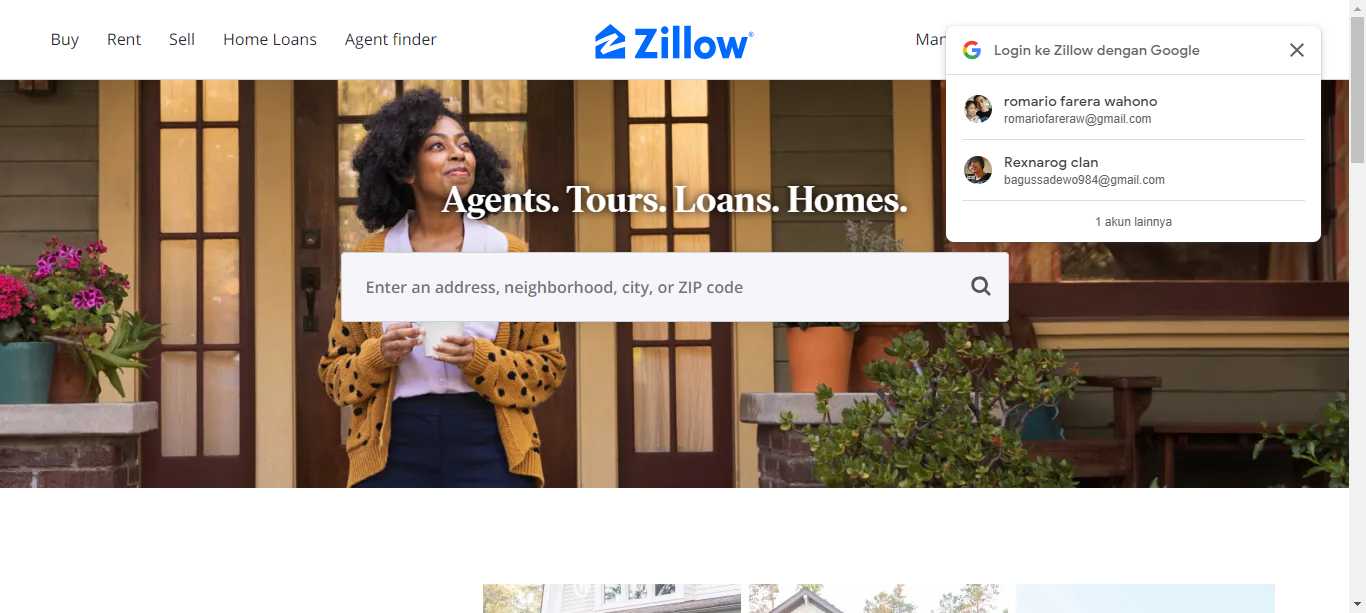 Buy Rent Sell Home Loans Agent finder
Zillow
Login ke Zillow dengan Google
romario farera wahono
romariofareraw@gmail.com
Rexnarog clan
bagussadewo984@gmail.com
1 akun lainnya
Agents. Tours. Loans. Homes.
Enter an address, neighborhood, city, or ZIP code